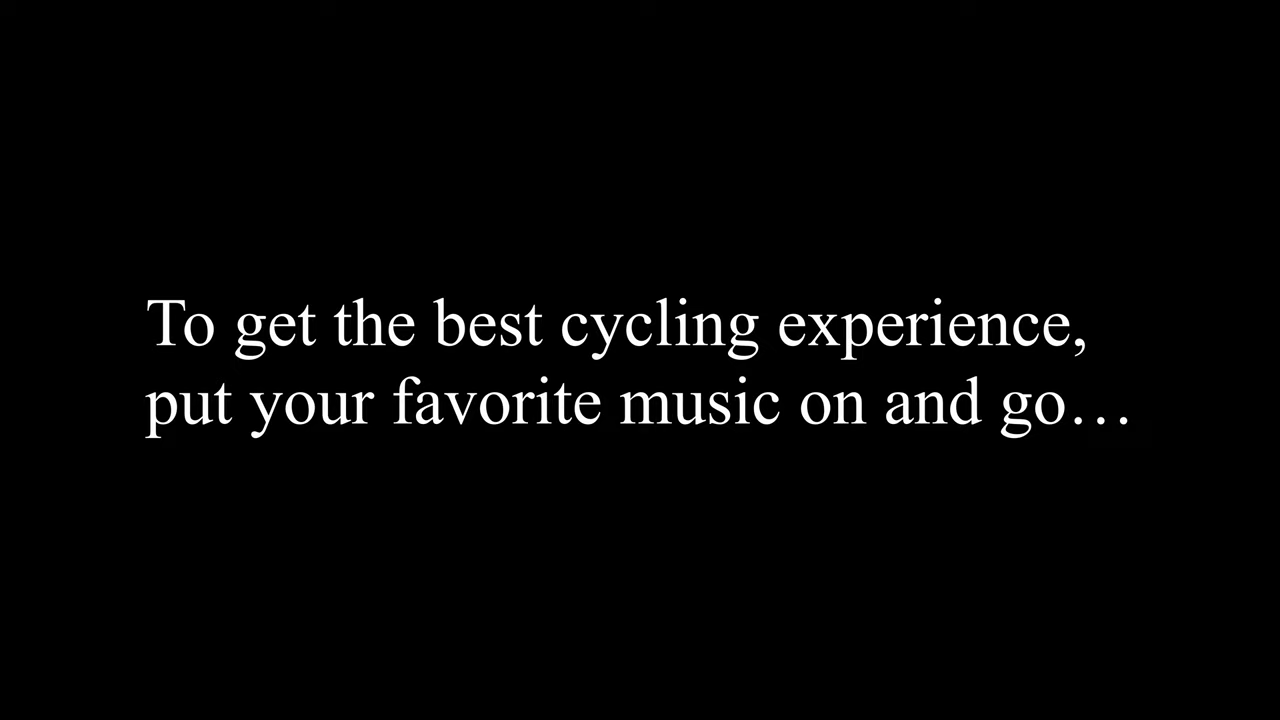 To get the best cycling experience,
put your favorite music on and go…